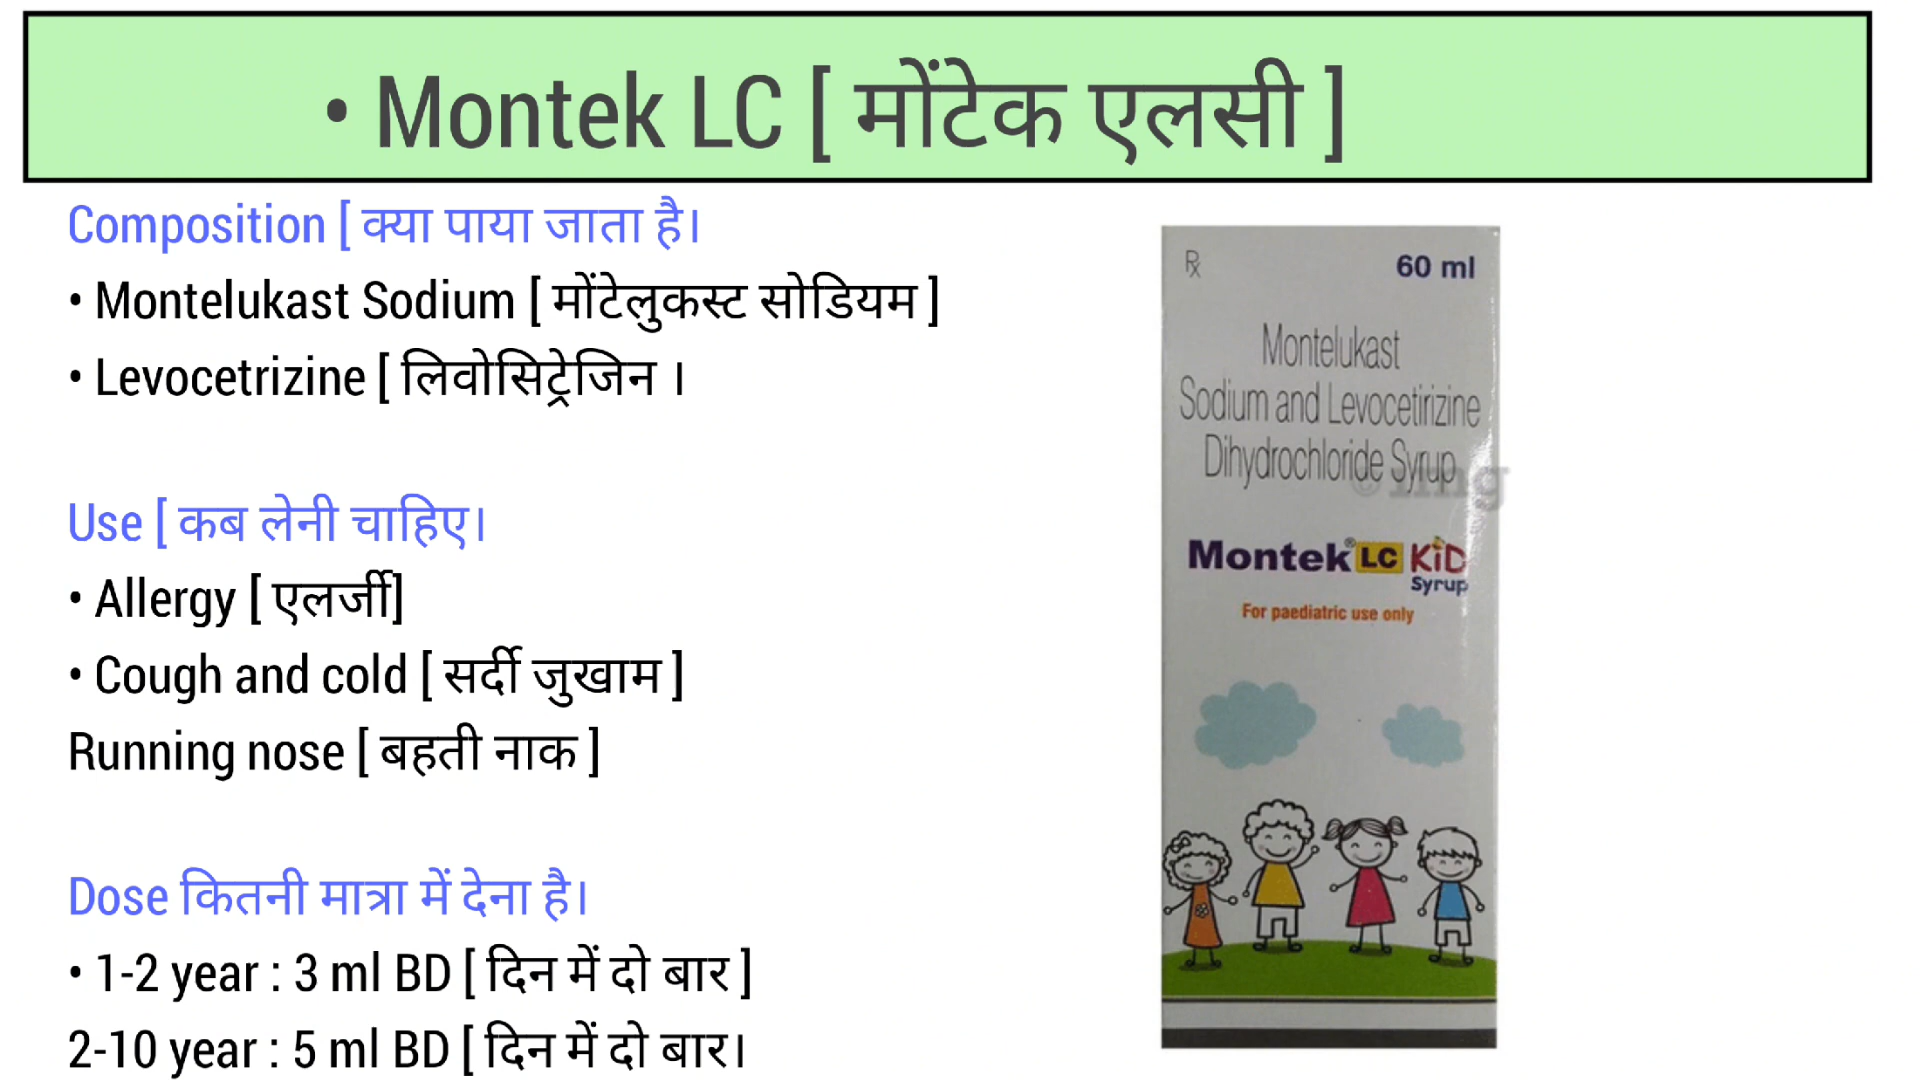 • Montek LC [ मोंटेक एलसी ]
Composition [ क्या पाया जाता है।
• Montelukast Sodium [ मोंटेलुकस्ट सोडियम ]
• Levocetrizine [ लिवोसिट्रेजिन ।
Use [ कब लेनी चाहिए।
• Allergy [ एलर्जी]
• Cough and cold [ सर्दी जुखाम ]
Running nose [ बहती नाक ]
Dose कितनी मात्रा में देना है।
• 1-2 year : 3 ml BD [ दिन में दो बार ]
2-10 year : 5 ml BD [ दिन में दो बार।
Rx
60 ml
Montelukast
Sodium and Levocetirizine
Dihydrochloride Syrup
©1mg
Montek® LC KID
Syrup
For paediatric use only